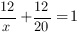 12/x + 12/20 = 1